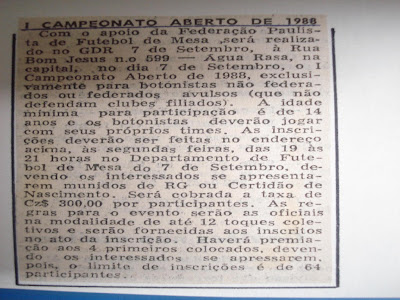 I CAMPEONATO ABERTO DE 1988
Com o apoio da Federação Paulis-
ta de Futebol de Mesa ,será realiza-
do no GDR 7 de Setembro, à Rua
Bom Jesus n.o 599 — Água Rasa, na
capital, no dia 7 de Setembro, o I
Campeonato Aberto de 1988, exclusi-
vamente para botonistas não federa-
dos ou federados avulsos (que não
defendam clubes filiados). A idade
mínima para participação é de 14
anos e os botonistas deverão jogar
com seus próprios times. As inscri-
ções deverão ser feitas no endereço
acima, às segundas feiras, das 19 às
21 horas no Departamento de Fute-
bol de Mesa do 7 de Setembro, de-
vendo os interessados se apresenta-
rem munidos de RG ou Certidão de
Nascimento. Será cobrada a taxa de
Cz$ 300,00 por participantes. As re-
gras para o evento serão as oficiais
na modalidade de até 12 toques cole-
tivos e serão fornecidas aos inscritos
no ato da inscrição. Haverá premia-
ção aos 4 primeiros colocados, deven-
do os interessados se apressarem,
pois, o limite de inscrições é de 64
participantes.